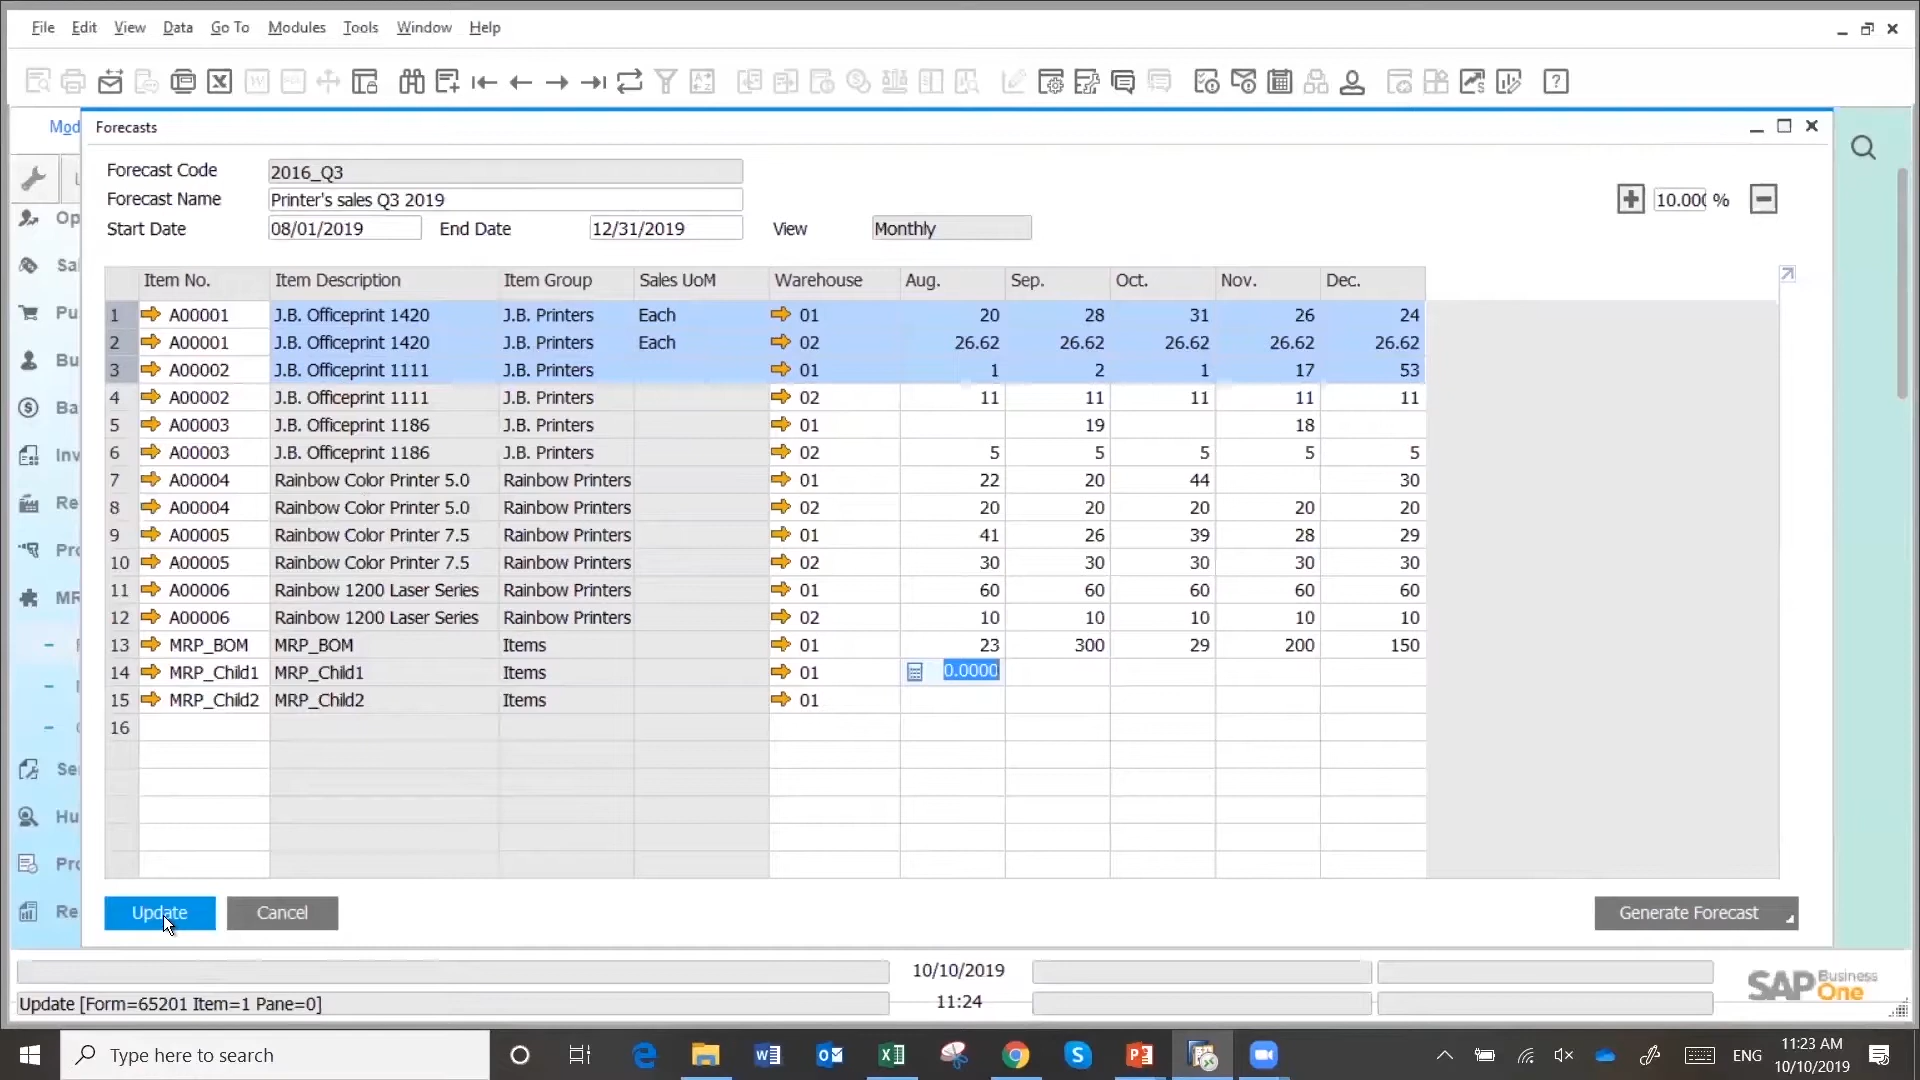 File Edit View Data Go To Modules Tools Window Help
Mod
Forecasts
Forecast Code 2016_Q3
Forecast Name Printer's sales Q3 2019
10.000 %
Start Date 08/01/2019 End Date 12/31/2019 View Monthly
Op
Sal
Pu
Bu
Ba
Inv
Re
Pro
MR
Se
Hu
Pro
Re
Item No. Item Description Item Group Sales UoM Warehouse Aug. Sep. Oct. Nov. Dec.
1 A00001 J.B. Officeprint 1420 J.B. Printers Each 01 20 28 31 26 24
2 A00001 J.B. Officeprint 1420 J.B. Printers Each 02 26.62 26.62 26.62 26.62 26.62
3 A00002 J.B. Officeprint 1111 J.B. Printers 01 1 2 1 17 53
4 A00002 J.B. Officeprint 1111 J.B. Printers 02 11 11 11 11 11
5 A00003 J.B. Officeprint 1186 J.B. Printers 01 19 18
6 A00003 J.B. Officeprint 1186 J.B. Printers 02 5 5 5 5 5
7 A00004 Rainbow Color Printer 5.0 Rainbow Printers 01 22 20 44 30
8 A00004 Rainbow Color Printer 5.0 Rainbow Printers 02 20 20 20 20 20
9 A00005 Rainbow Color Printer 7.5 Rainbow Printers 01 41 26 39 28 29
10 A00005 Rainbow Color Printer 7.5 Rainbow Printers 02 30 30 30 30 30
11 A00006 Rainbow 1200 Laser Series Rainbow Printers 01 60 60 60 60 60
12 A00006 Rainbow 1200 Laser Series Rainbow Printers 02 10 10 10 10 10
13 MRP_BOM MRP_BOM Items 01 23 300 29 200 150
14 MRP_Child1 MRP_Child1 Items 01 0.0000
15 MRP_Child2 MRP_Child2 Items 01
16
Update Cancel Generate Forecast
10/10/2019
Update [Form=65201 Item=1 Pane=0] 11:24
SAP Business One
Type here to search
ENG 11:23 AM
10/10/2019